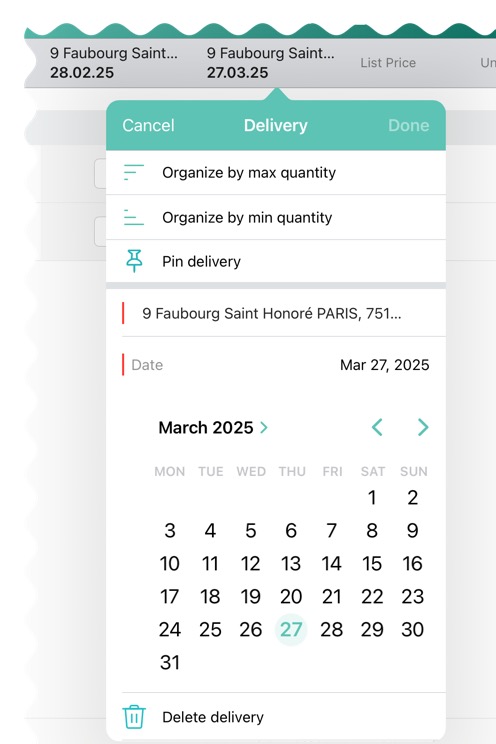 9 Faubourg Saint... 9 Faubourg Saint... List Price
28.02.25 27.03.25
Cancel Delivery Done
Organize by max quantity
Organize by min quantity
Pin delivery
9 Faubourg Saint Honoré PARIS, 751...
Date Mar 27, 2025
March 2025
MON TUE WED THU FRI SAT SUN
1 2
3 4 5 6 7 8 9
10 11 12 13 14 15 16
17 18 19 20 21 22 23
24 25 26 27 28 29 30
31
Delete delivery